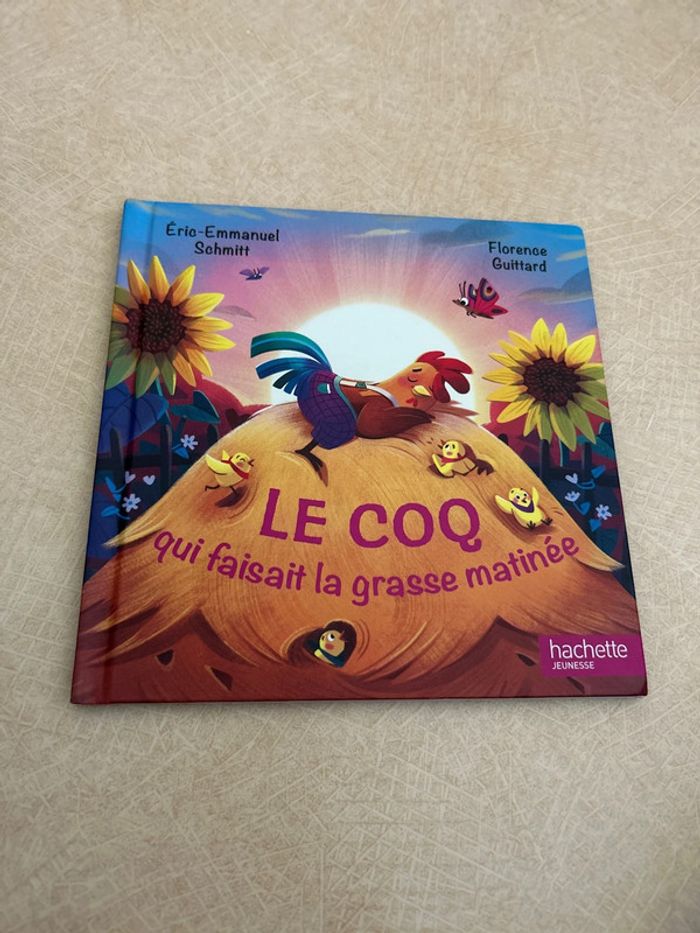 Éric-Emmanuel
Schmitt
Florence
Guittard
LE COQ
qui faisait la grasse matinée
hachette
JEUNESSE